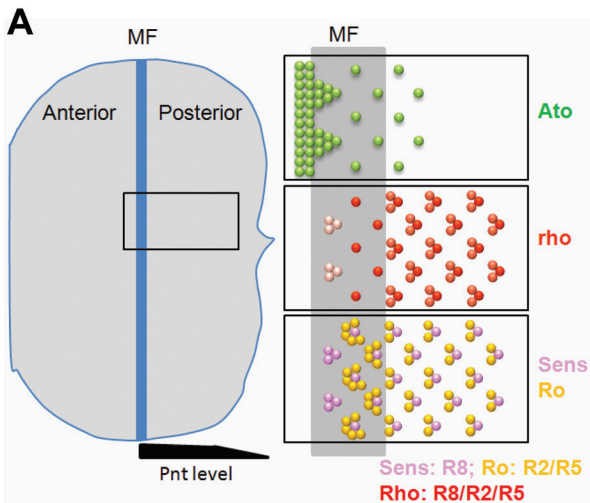 A
MF
MF
Anterior
Posterior
Ato
rho
Sens
Ro
Pnt level
Sens: R8; Ro: R2/R5
Rho: R8/R2/R5